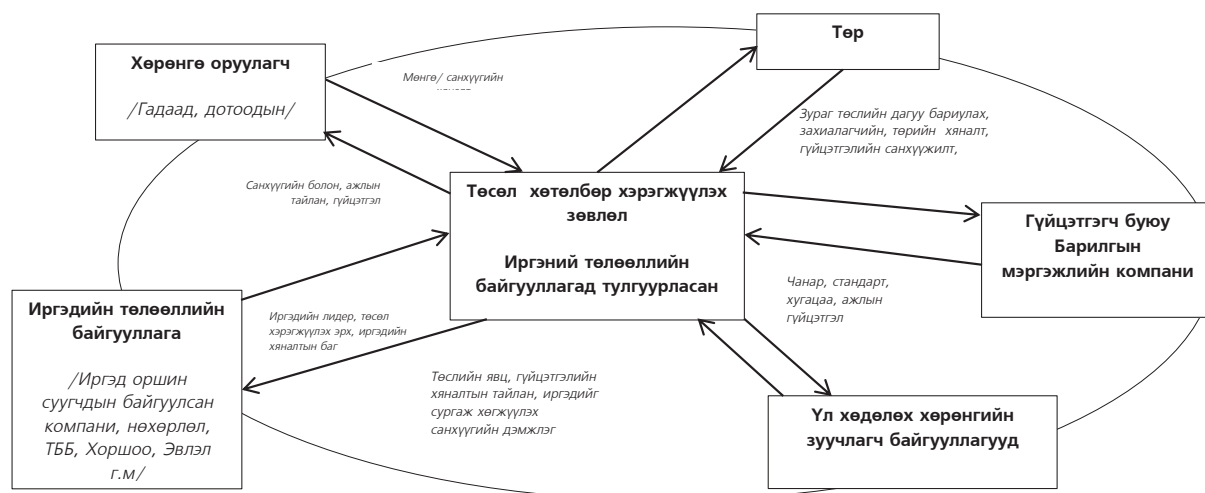 Төр
Хөрөнгө оруулагч
/Гадаад, дотоодын/
Мөнгө/ санхүүгийн
Зураг төслийн дагуу бариулах,
захиалагчийн, төрийн хяналт,
гүйцэтгэлийн санхүүжилт,
Санхүүгийн болон, ажлын
тайлан, гүйцэтгэл
Төсөл хөтөлбөр хэрэгжүүлэх
зөвлөл
Иргэний төлөөллийн
байгууллагад тулгуурласан
Гүйцэтгэгч буюу
Барилгын
мэргэжлийн компани
Чанар, стандарт,
хугацаа, ажлын
гүйцэтгэл
Иргэдийн төлөөллийн
байгууллага
/Иргэд оршин
суугчдын байгуулсан
компани, нөхөрлөл,
ТББ, Хоршоо, Эвлэл
г.м/
Иргэдийн лидер, төсөл
хэрэгжүүлэх эрх, иргэдийн
хяналтын баг
Төслийн явц, гүйцэтгэлийн
хяналтын тайлан, иргэдийг
сургаж хөгжүүлэх
санхүүгийн дэмжлэг
Үл хөдөлөх хөрөнгийн
зуучлагч байгууллагууд